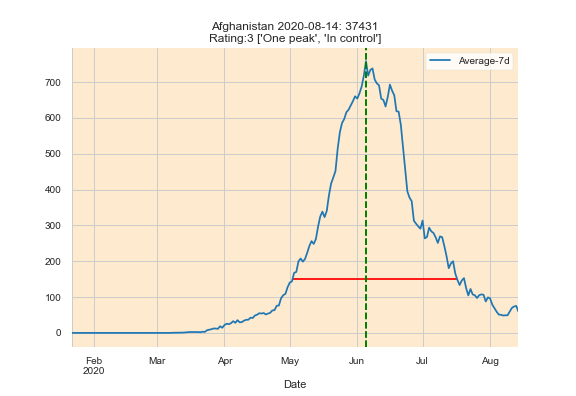 Afghanistan 2020-08-14: 37431
Rating:3 ['One peak', 'In control']
Average-7d
700
600
500
400
300
200
100
0
Feb
2020
Mar
Apr
May
Jun
Jul
Aug
Date